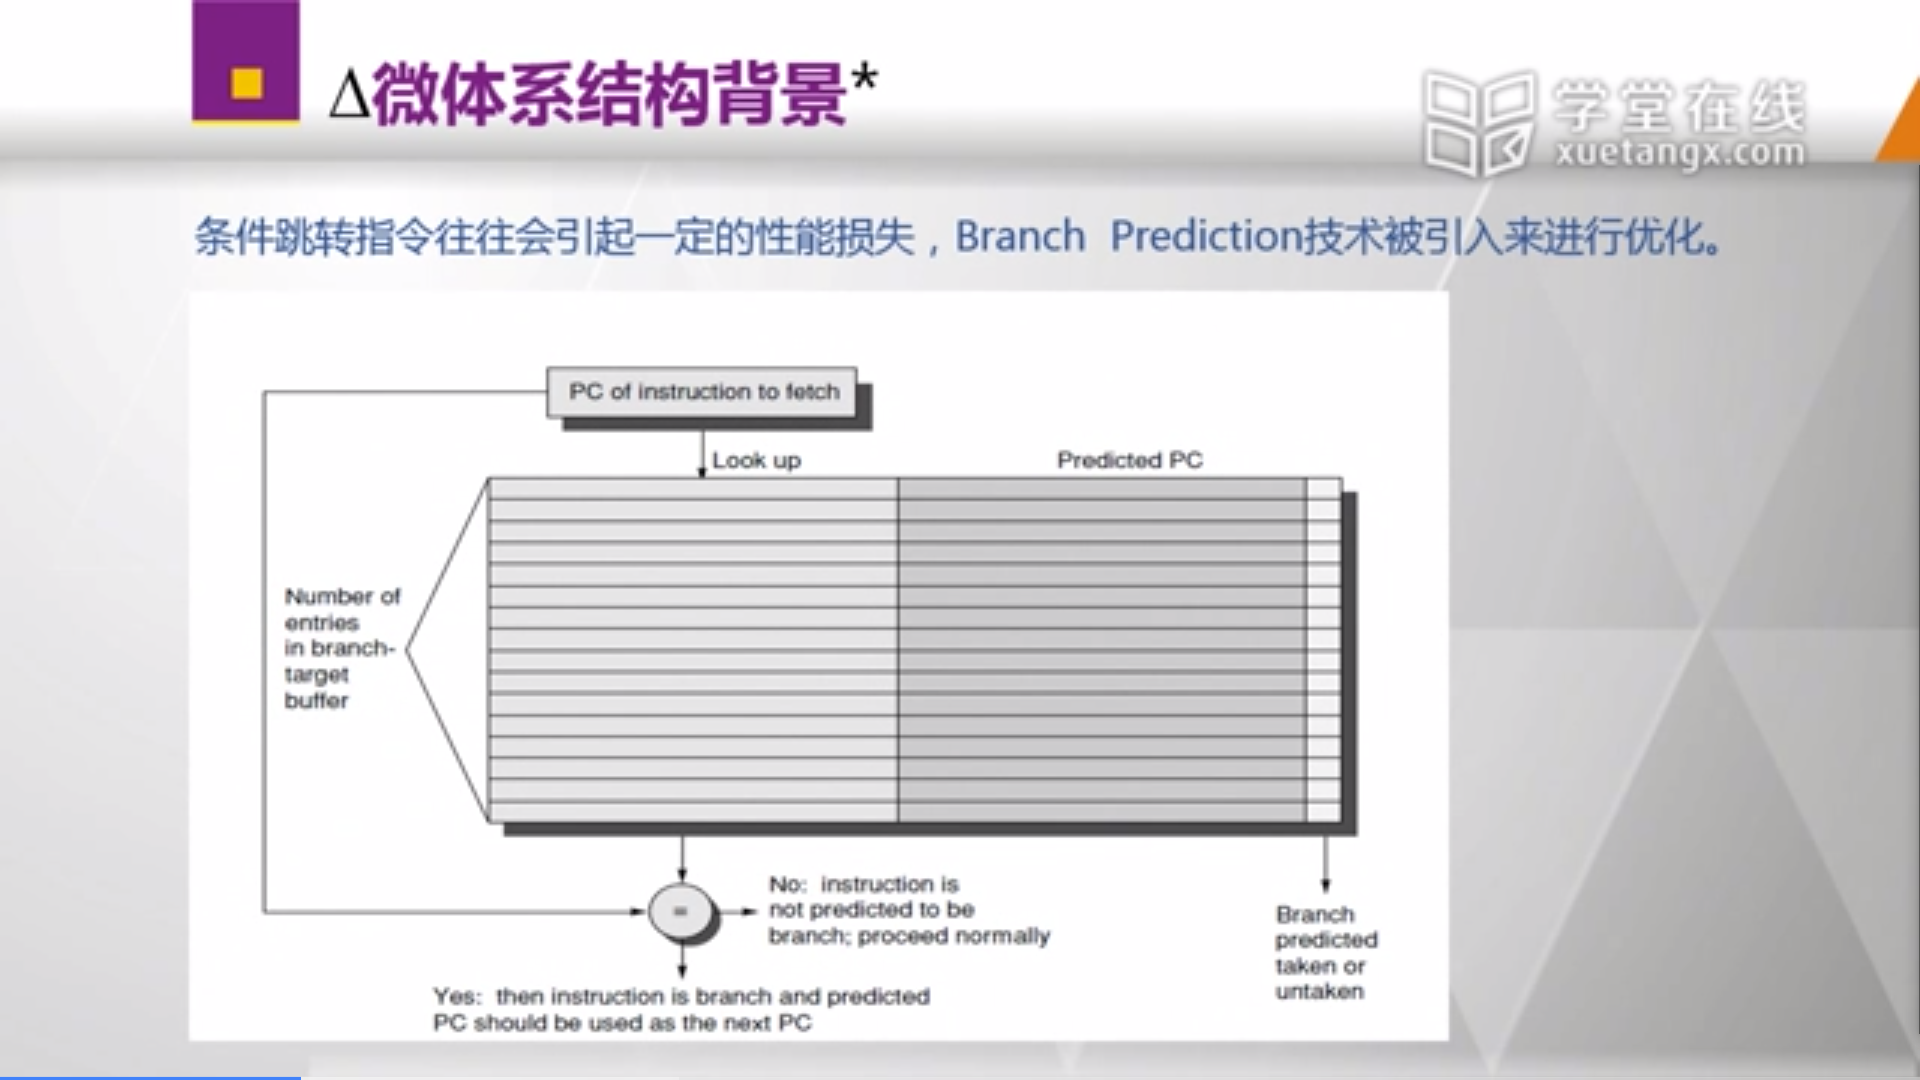 Δ微体系结构背景*
学堂在线
xuetangx.com
条件跳转指令往往会引起一定的性能损失，Branch Prediction技术被引入来进行优化。
PC of instruction to fetch
Look up
Predicted PC
Number of
entries
in branch-
target
buffer
=
No: instruction is
not predicted to be
branch; proceed normally
Yes: then instruction is branch and predicted
PC should be used as the next PC
Branch
predicted
taken or
untaken